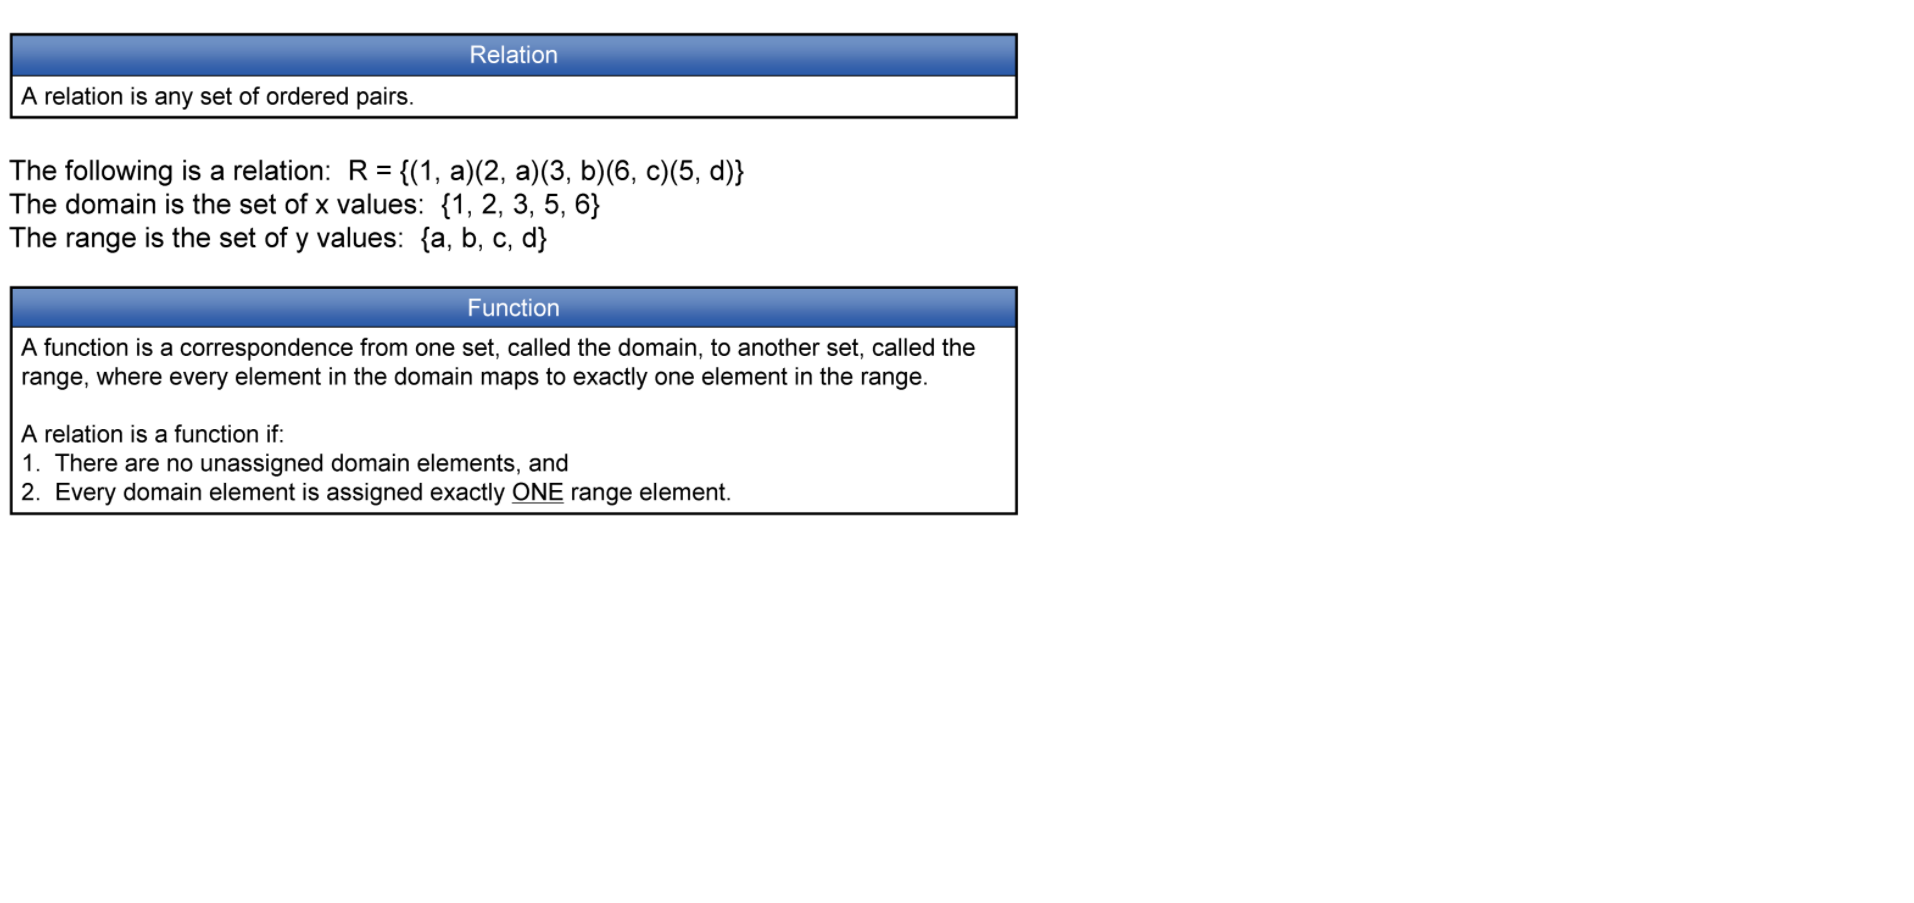 Relation
A relation is any set of ordered pairs.
The following is a relation:  R = {(1, a)(2, a)(3, b)(6, c)(5, d)}
The domain is the set of x values:  {1, 2, 3, 5, 6}
The range is the set of y values:  {a, b, c, d}
Function
A function is a correspondence from one set, called the domain, to another set, called the
range, where every element in the domain maps to exactly one element in the range.
A relation is a function if:
1.  There are no unassigned domain elements, and
2.  Every domain element is assigned exactly ONE range element.